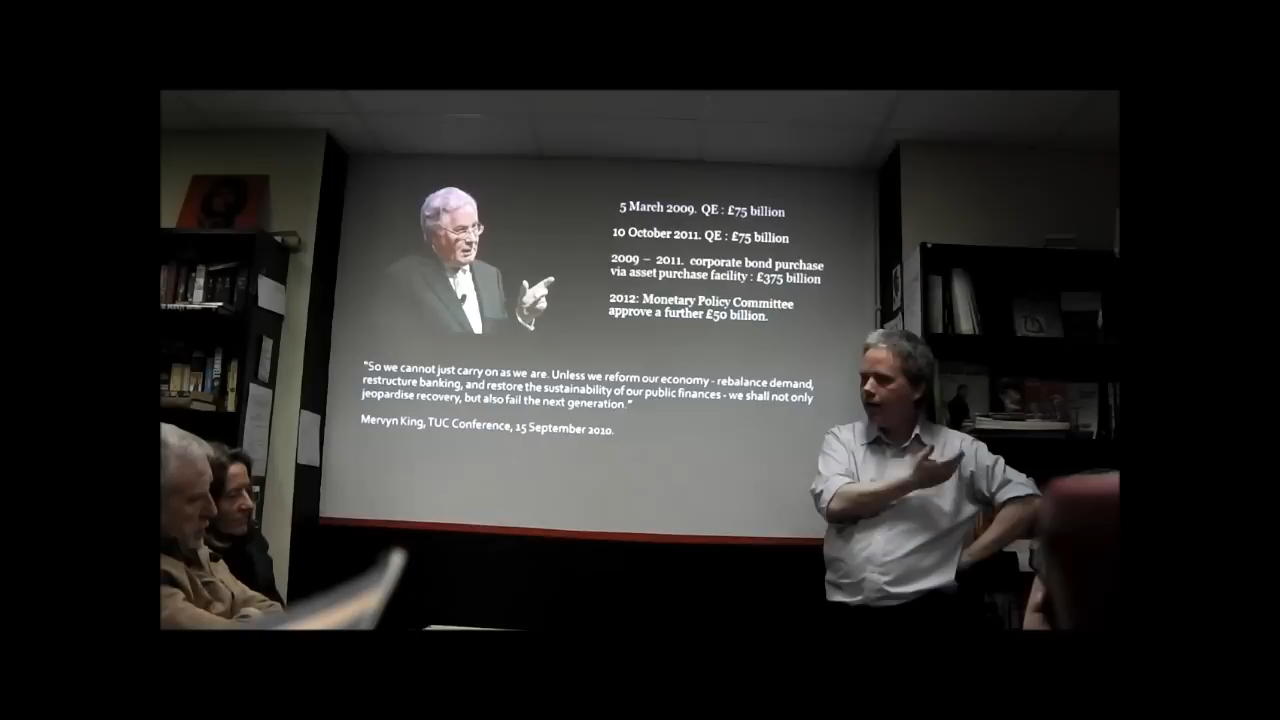 5 March 2009. QE : £75 billion
10 October 2011. QE : £75 billion
2009 – 2011. corporate bond purchase
via asset purchase facility : £375 billion
2012: Monetary Policy Committee
approve a further £50 billion.
"So we cannot just carry on as we are. Unless we reform our economy - rebalance demand,
restructure banking, and restore the sustainability of our public finances - we shall not only
jeopardise recovery, but also fail the next generation."
Mervyn King, TUC Conference, 15 September 2010.